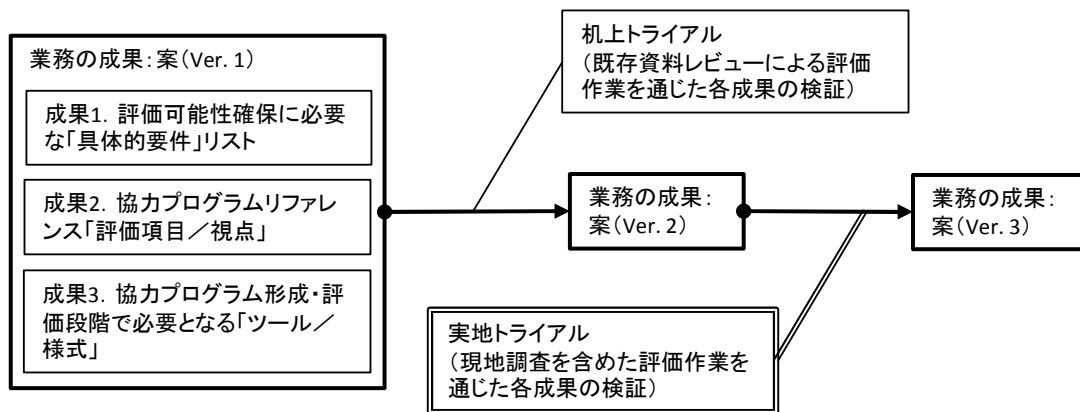 業務の成果：案（Ver. 1）
成果1．評価可能性確保に必要
な「具体的要件」リスト
成果2．協力プログラムリファレ
ンス「評価項目／視点」
成果3．協力プログラム形成・評
価段階で必要となる「ツール／
様式」
机上トライアル
（既存資料レビューによる評価
作業を通じた各成果の検証）
業務の成果：
案（Ver. 2）
業務の成果：
案（Ver. 3）
実地トライアル
（現地調査を含めた評価作業を
通じた各成果の検証）